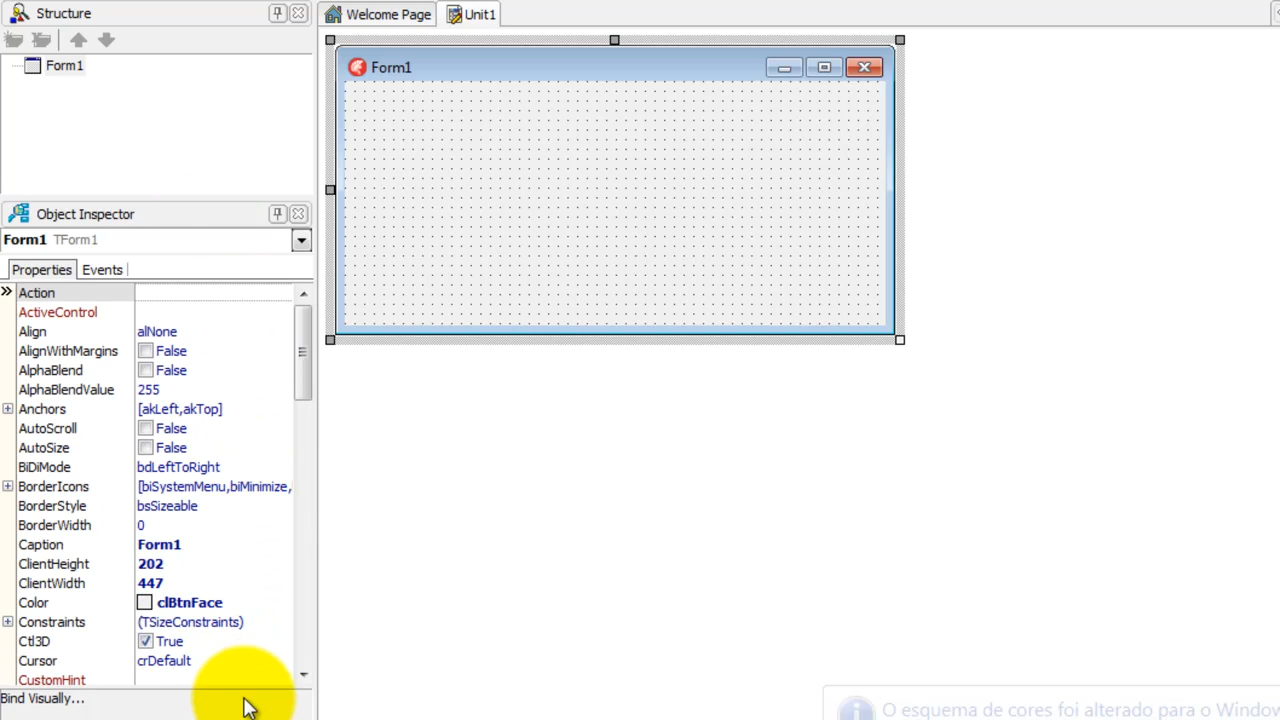 Structure
Welcome Page
Unit1
Form1
Form1
Object Inspector
Form1 TForm1
Properties
Events
Action
ActiveControl
Align alNone
AlignWithMargins False
AlphaBlend False
AlphaBlendValue 255
Anchors [akLeft,akTop]
AutoScroll False
AutoSize False
BiDiMode bdLeftToRight
BorderIcons [biSystemMenu,biMinimize,
BorderStyle bsSizeable
BorderWidth 0
Caption Form1
ClientHeight 202
ClientWidth 447
Color clBtnFace
Constraints (TSizeConstraints)
Ctl3D True
Cursor crDefault
CustomHint
Bind Visually...
O esquema de cores foi alterado para o Window